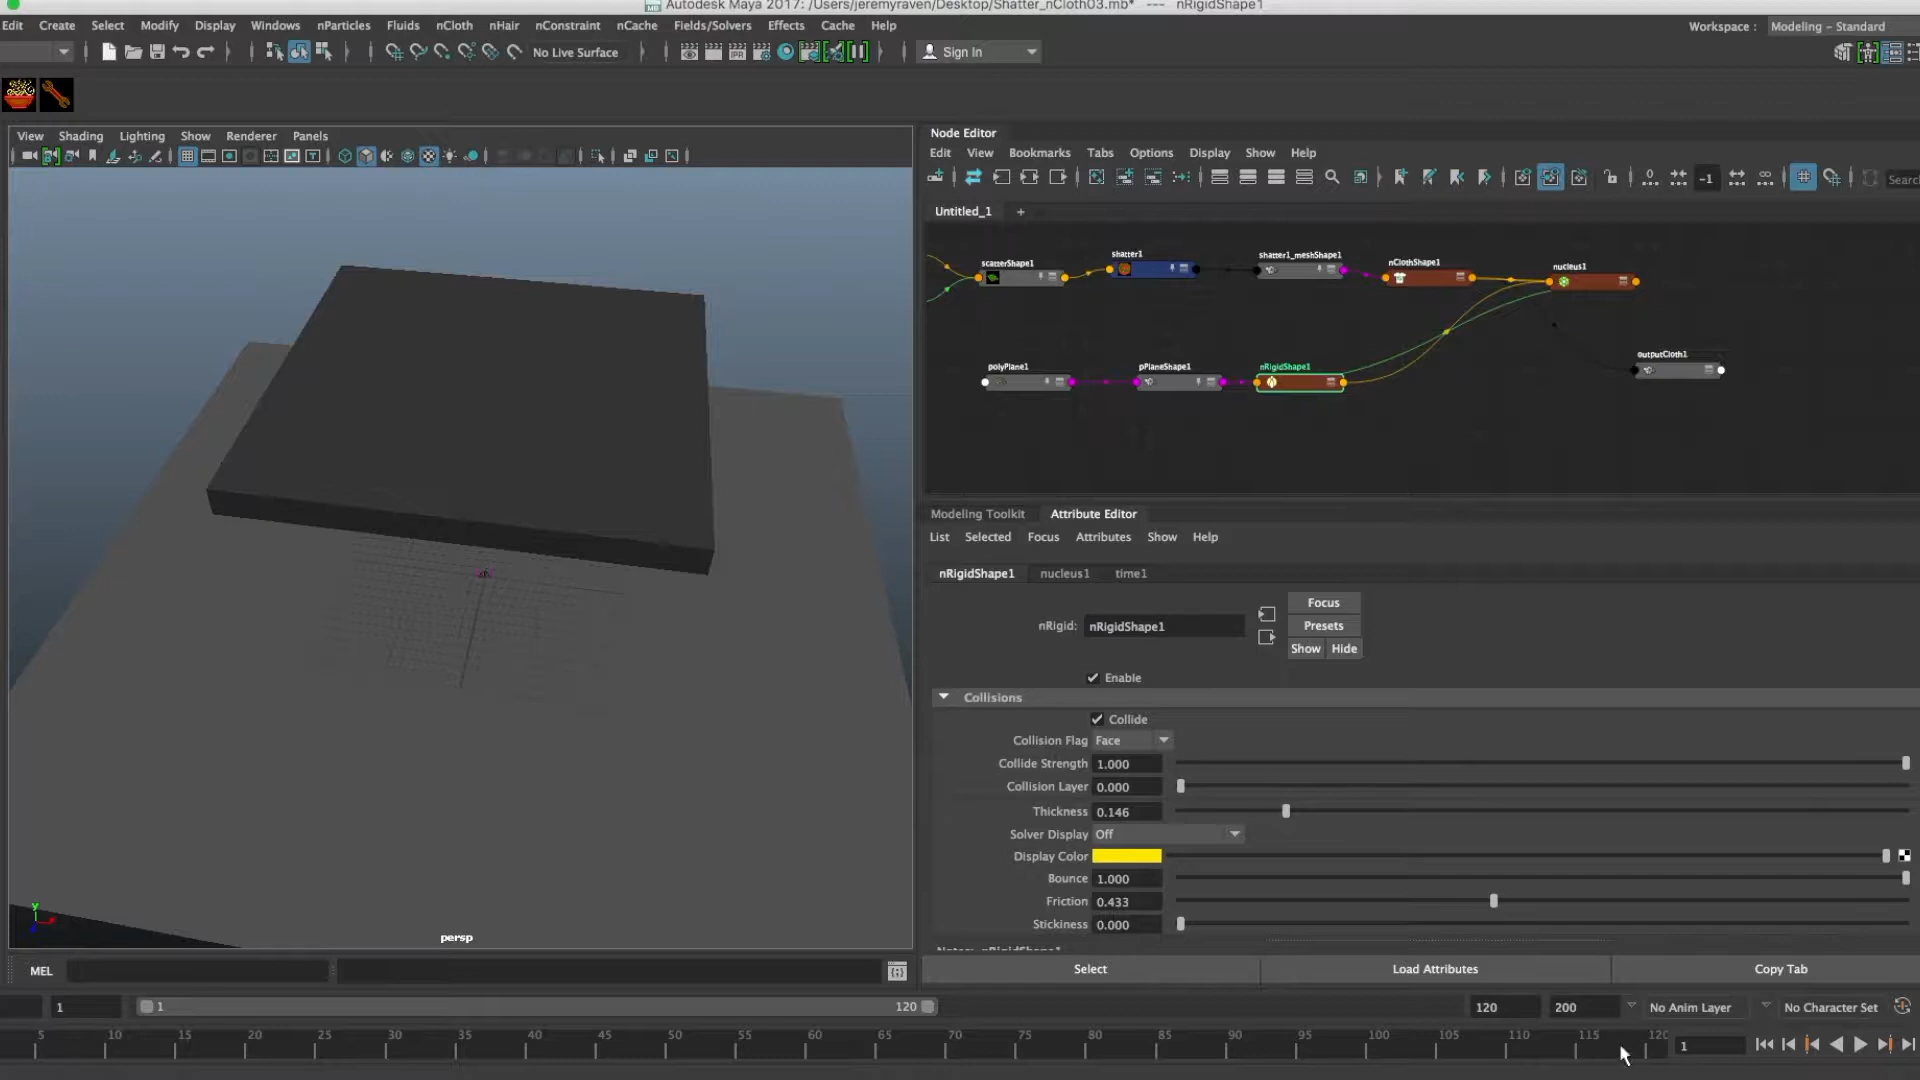 Autodesk Maya 2017: /Users/jeremyraven/Desktop/Shatter_nCloth03.mb* --- nRigidShape1
Edit Create Select Modify Display Windows nParticles Fluids nCloth nHair nConstraint nCache Fields/Solvers Effects Cache Help
Workspace : Modeling - Standard
No Live Surface
Sign In
View Shading Lighting Show Renderer Panels
Node Editor
Edit View Bookmarks Tabs Options Display Show Help
-1
Search
Untitled_1 +
scatterShape1
shatter1
shatter1_meshShape1
nClothShape1
nucleus1
polyPlane1
pPlaneShape1
nRigidShape1
outputCloth1
Modeling Toolkit Attribute Editor
List Selected Focus Attributes Show Help
nRigidShape1 nucleus1 time1
nRigid: nRigidShape1
Focus
Presets
Show Hide
Enable
Collisions
Collide
Collision Flag Face
Collide Strength 1.000
Collision Layer 0.000
Thickness 0.146
Solver Display Off
Display Color
Bounce 1.000
Friction 0.433
Stickiness 0.000
Notes: nRigidShape1
Select Load Attributes Copy Tab
persp
MEL
1 1 120 120 200 No Anim Layer No Character Set
5 10 15 20 25 30 35 40 45 50 55 60 65 70 75 80 85 90 95 100 105 110 115 120 1